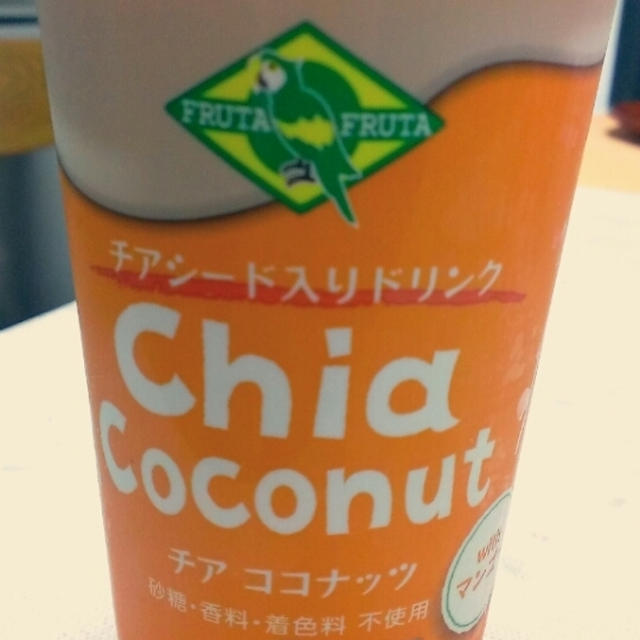 FRUTA FRUTA
チアシード入りドリンク
Chia
Coconut
チア ココナッツ
砂糖・香料・着色料 不使用
with